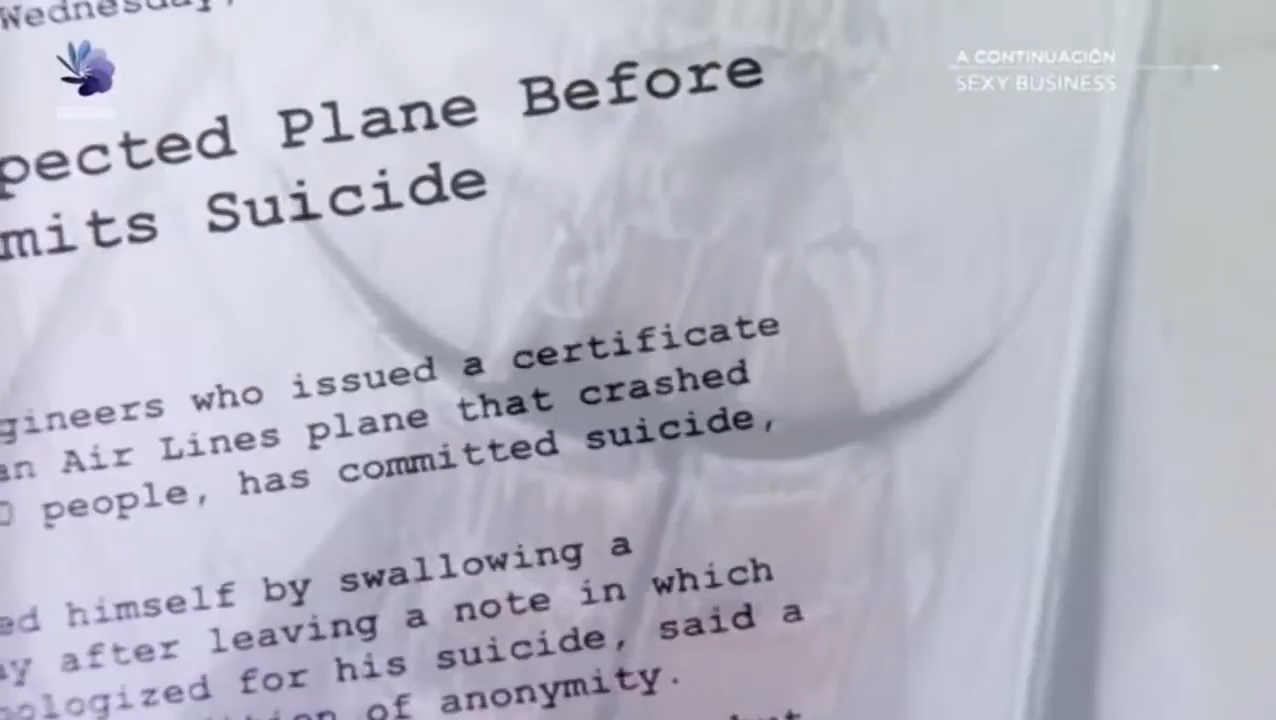 Wednesday,
A CONTINUACIÓN
SEXY BUSINESS
pected Plane Before
mits Suicide
gineers who issued a certificate
an Air Lines plane that crashed
people, has committed suicide,
ed himself by swallowing a
ay after leaving a note in which
ologized for his suicide, said a
of anonymity.